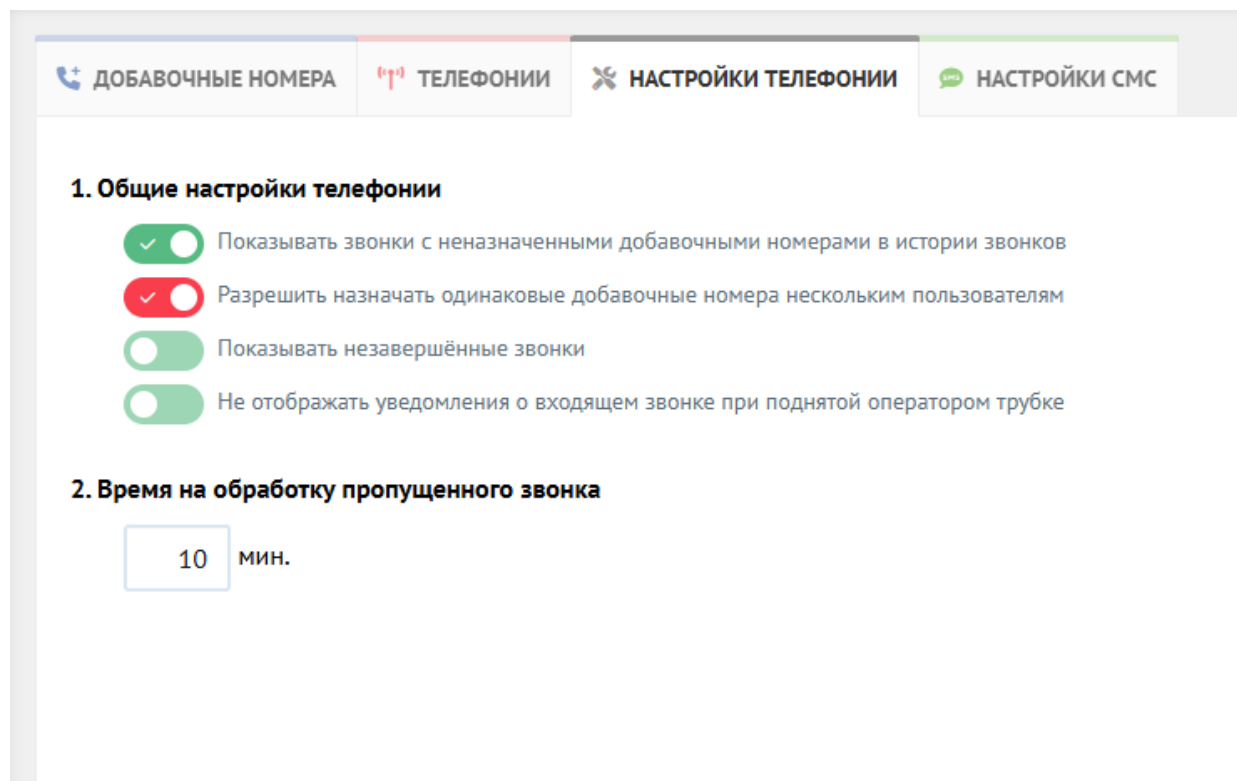 ДОБАВОЧНЫЕ НОМЕРА ТЕЛЕФОНИИ НАСТРОЙКИ ТЕЛЕФОНИИ НАСТРОЙКИ СМС
1. Общие настройки телефонии
Показывать звонки с неназначенными добавочными номерами в истории звонков
Разрешить назначать одинаковые добавочные номера нескольким пользователям
Показывать незавершённые звонки
Не отображать уведомления о входящем звонке при поднятой оператором трубке
2. Время на обработку пропущенного звонка
10 мин.